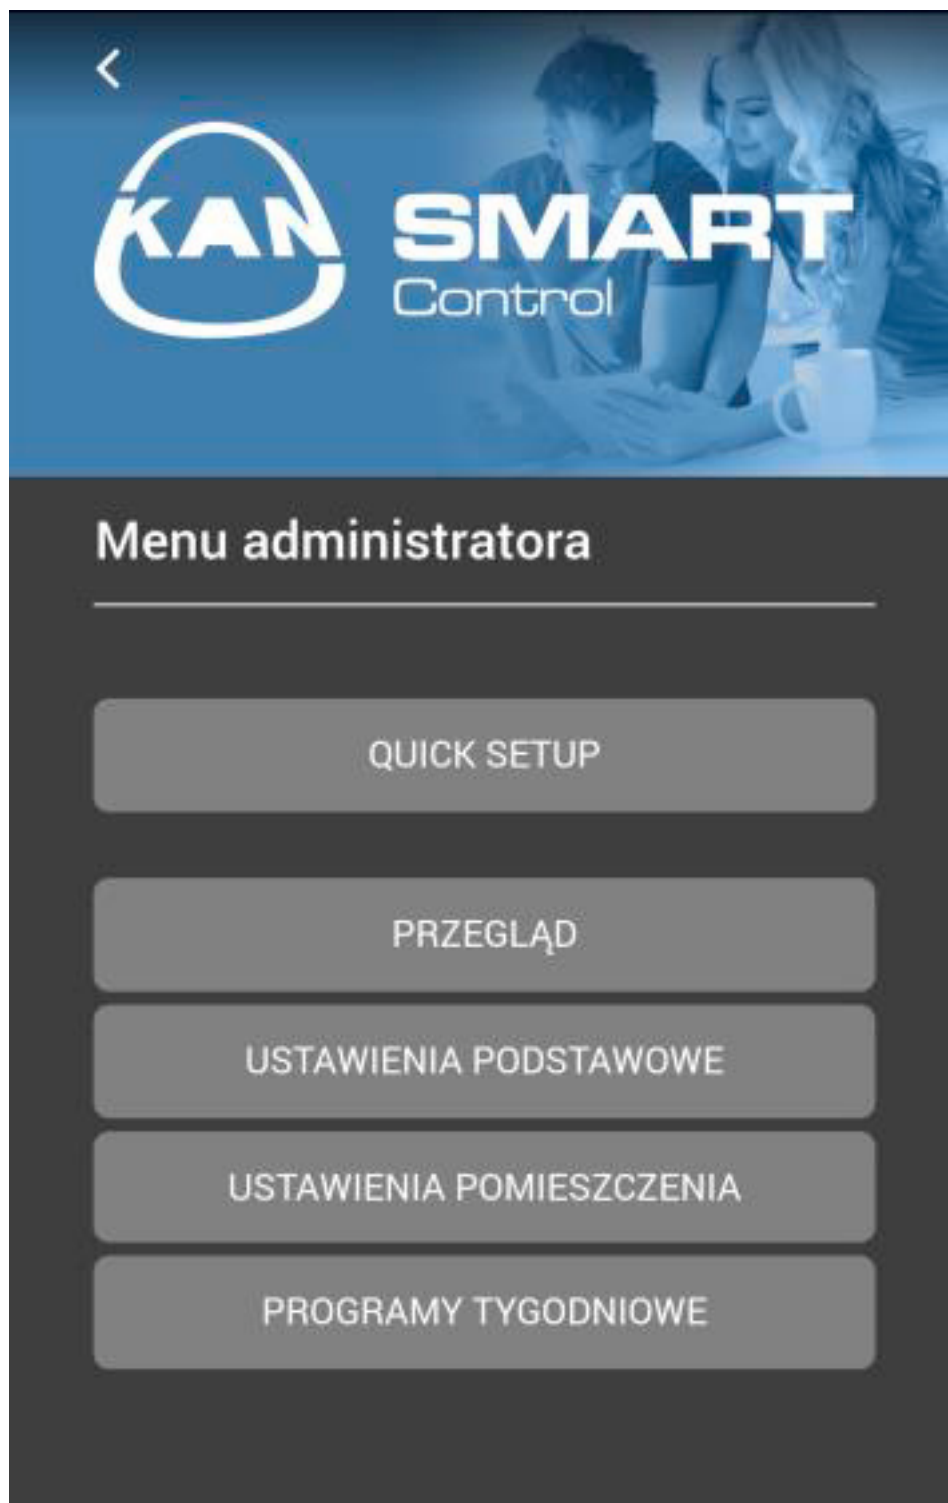 KAN
SMART
Control
Menu administratora
QUICK SETUP
PRZEGLĄD
USTAWIENIA PODSTAWOWE
USTAWIENIA POMIESZCZENIA
PROGRAMY TYGODNIOWE